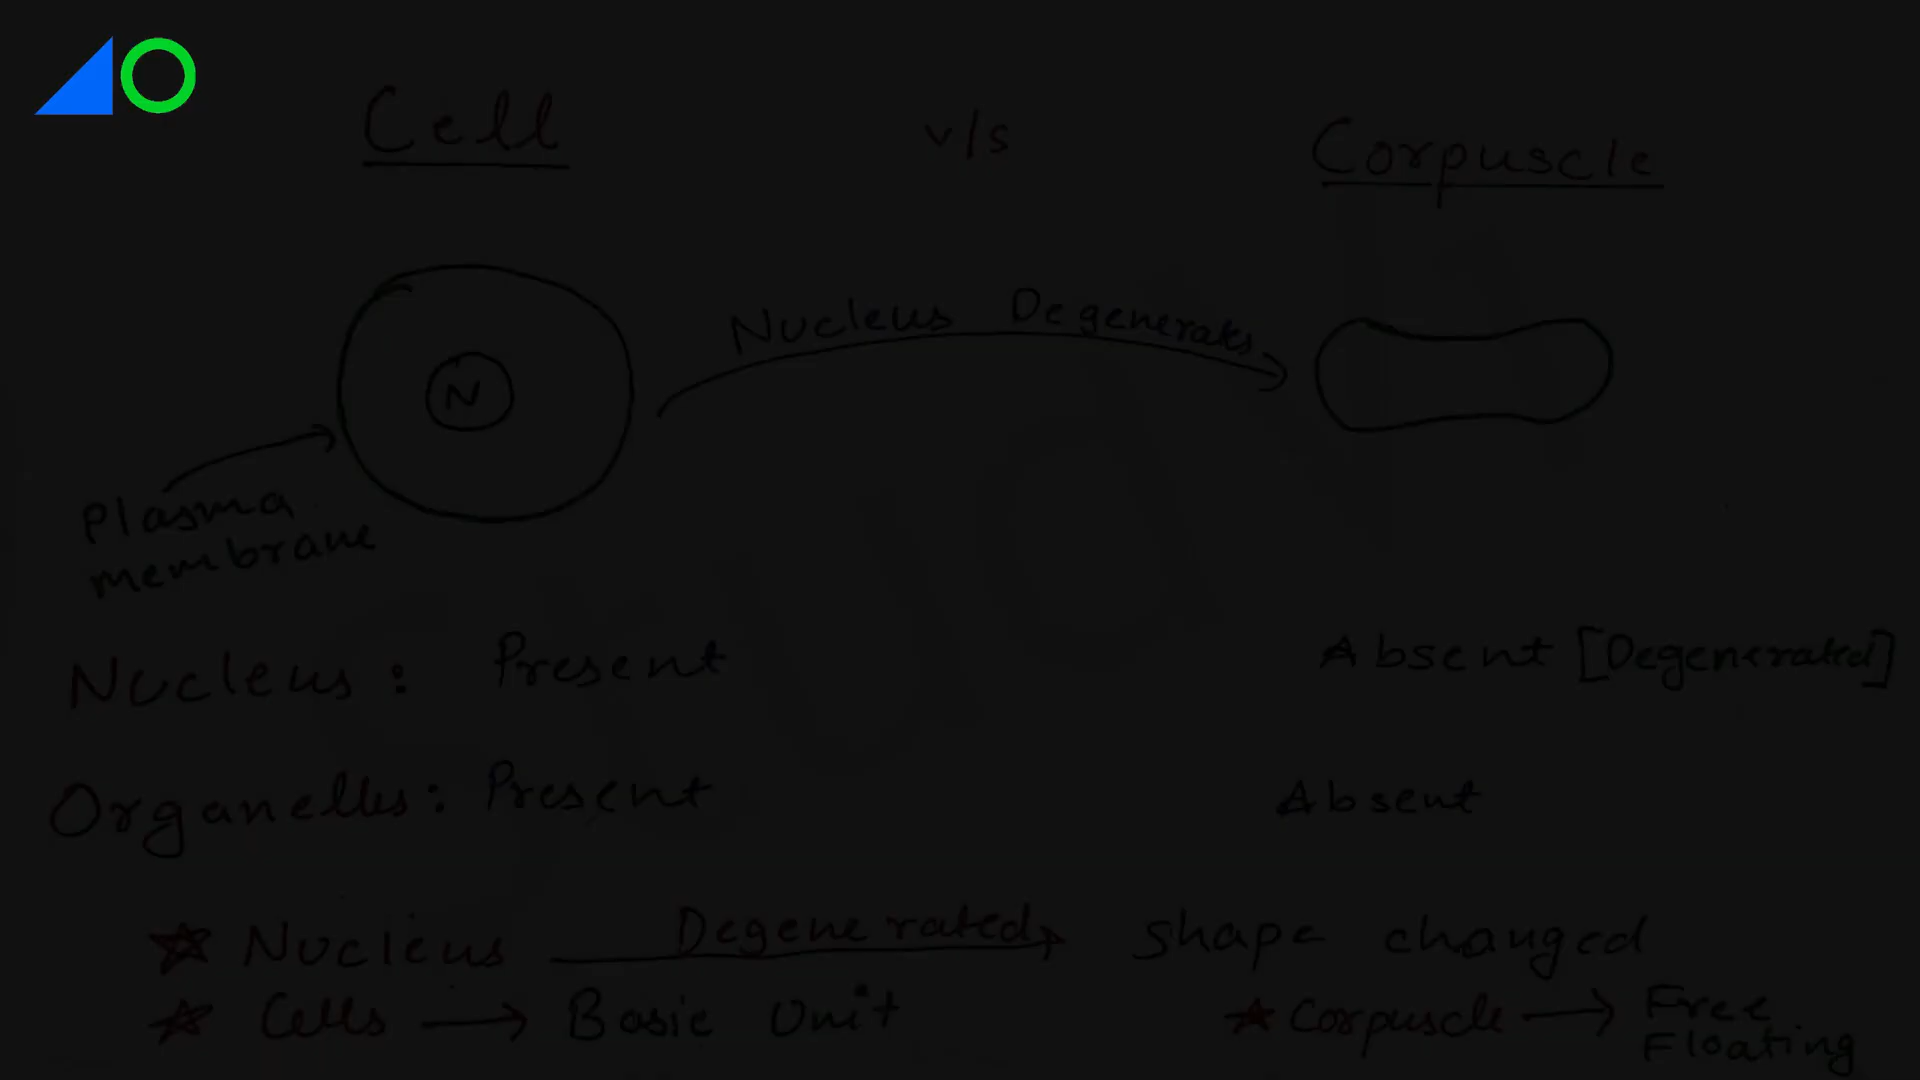 Cell v/s Corpuscle
Nucleus Degenerates
N
Plasma
membrane
Nucleus : Present Absent [Degenerated]
Organelles : Present Absent
Nucleus Degenerated shape changed
Cells → Basic Unit Corpuscle → Free
Floating